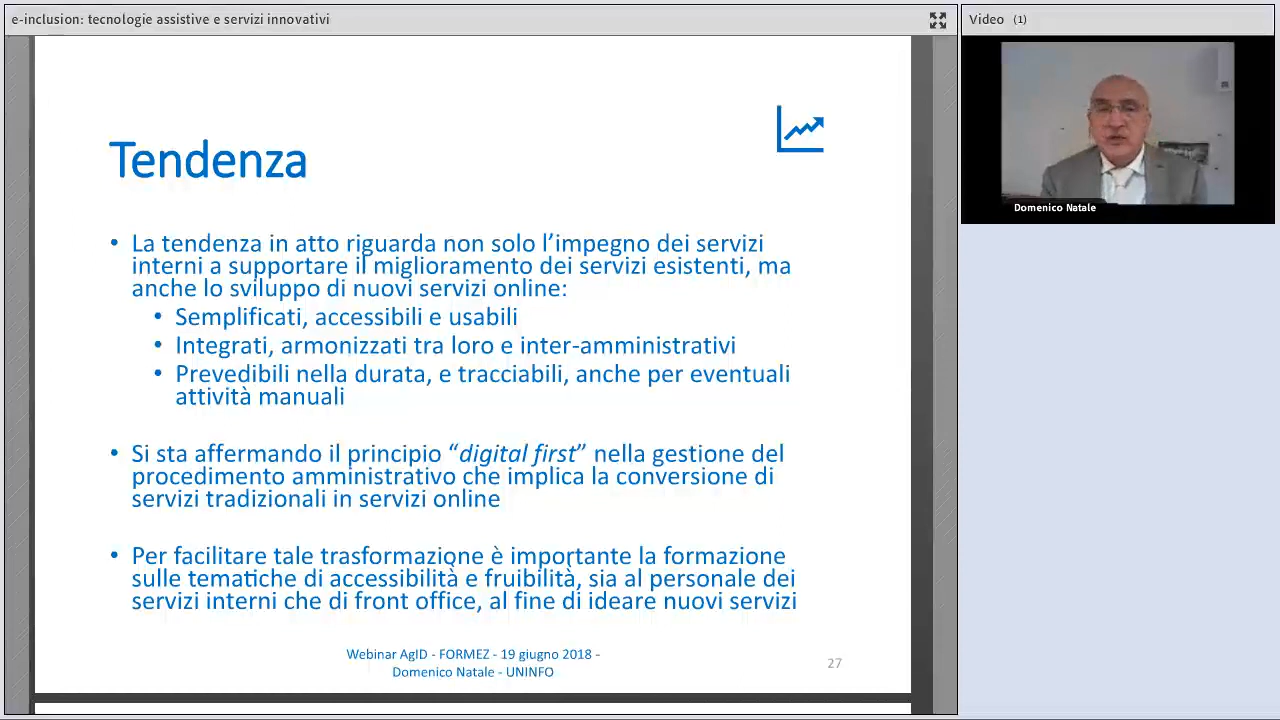 e-inclusion: tecnologie assistive e servizi innovativi
Video (1)
Domenico Natale
Tendenza
• La tendenza in atto riguarda non solo l’impegno dei servizi
interni a supportare il miglioramento dei servizi esistenti, ma
anche lo sviluppo di nuovi servizi online:
• Semplificati, accessibili e usabili
• Integrati, armonizzati tra loro e inter-amministrativi
• Prevedibili nella durata, e tracciabili, anche per eventuali
attività manuali
• Si sta affermando il principio “digital first” nella gestione del
procedimento amministrativo che implica la conversione di
servizi tradizionali in servizi online
• Per facilitare tale trasformazione è importante la formazione
sulle tematiche di accessibilità e fruibilità, sia al personale dei
servizi interni che di front office, al fine di ideare nuovi servizi
Webinar AgID - FORMEZ - 19 giugno 2018 -
Domenico Natale - UNINFO
27